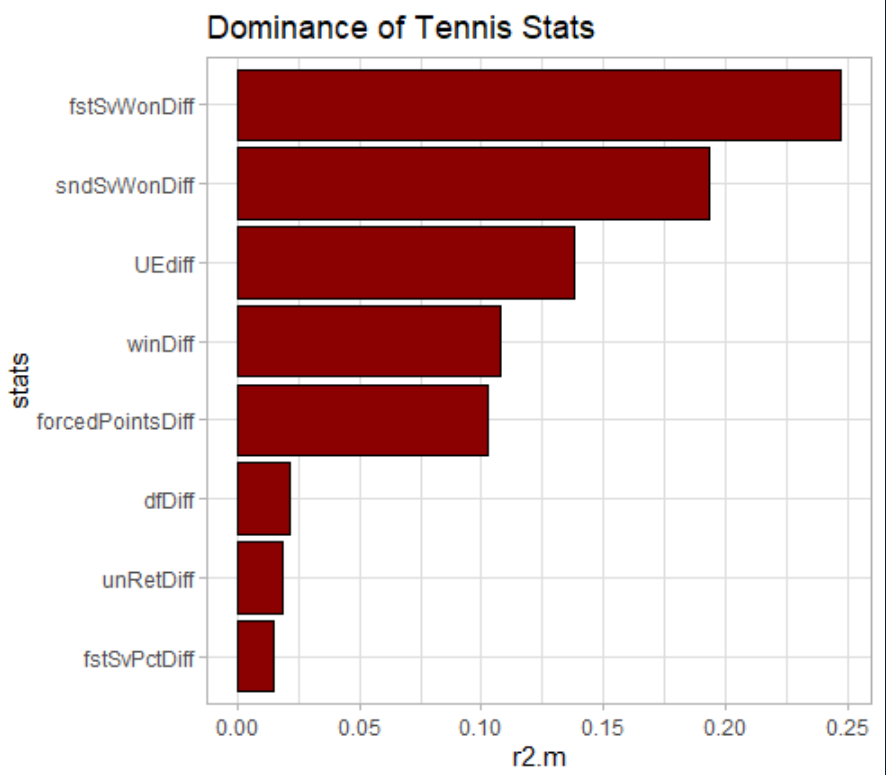 Dominance of Tennis Stats
stats
fstSvWonDiff
sndSvWonDiff
UEdiff
winDiff
forcedPointsDiff
dfDiff
unRetDiff
fstSvPctDiff
0.00 0.05 0.10 0.15 0.20 0.25
r2.m